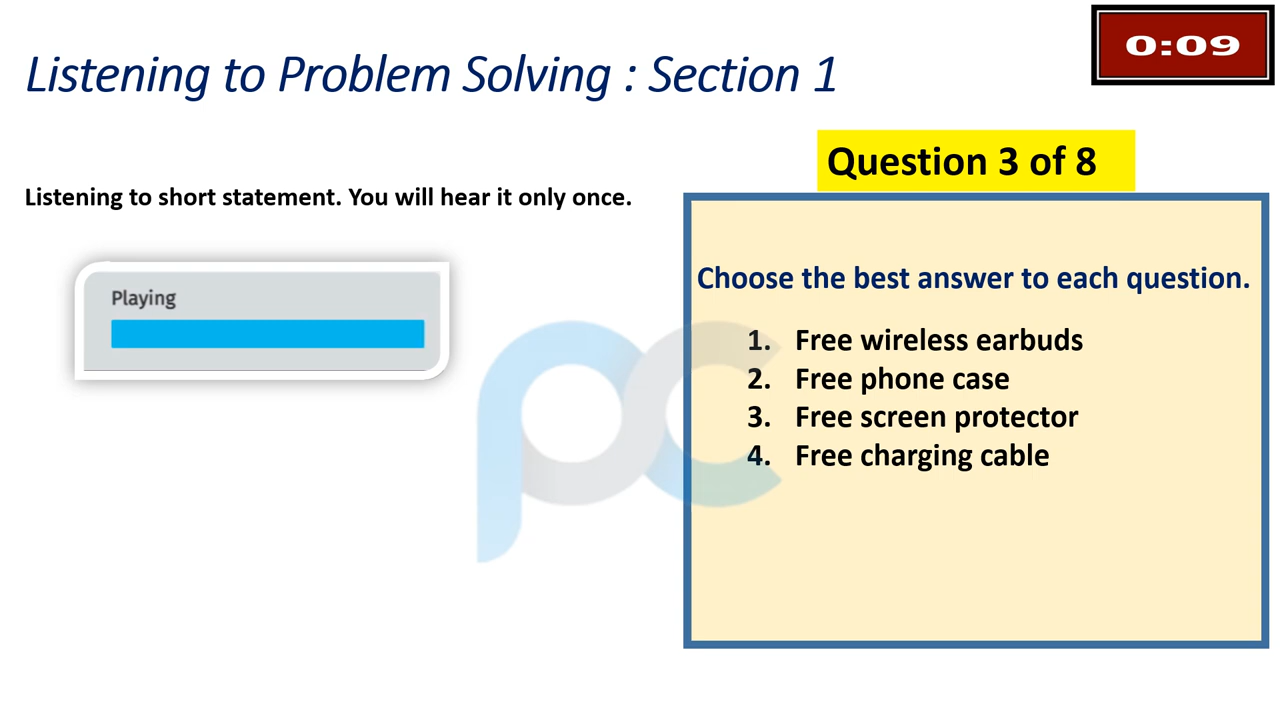 0:09
Listening to Problem Solving : Section 1
Question 3 of 8
Listening to short statement. You will hear it only once.
Playing
Choose the best answer to each question.
1. Free wireless earbuds
2. Free phone case
3. Free screen protector
4. Free charging cable
pc